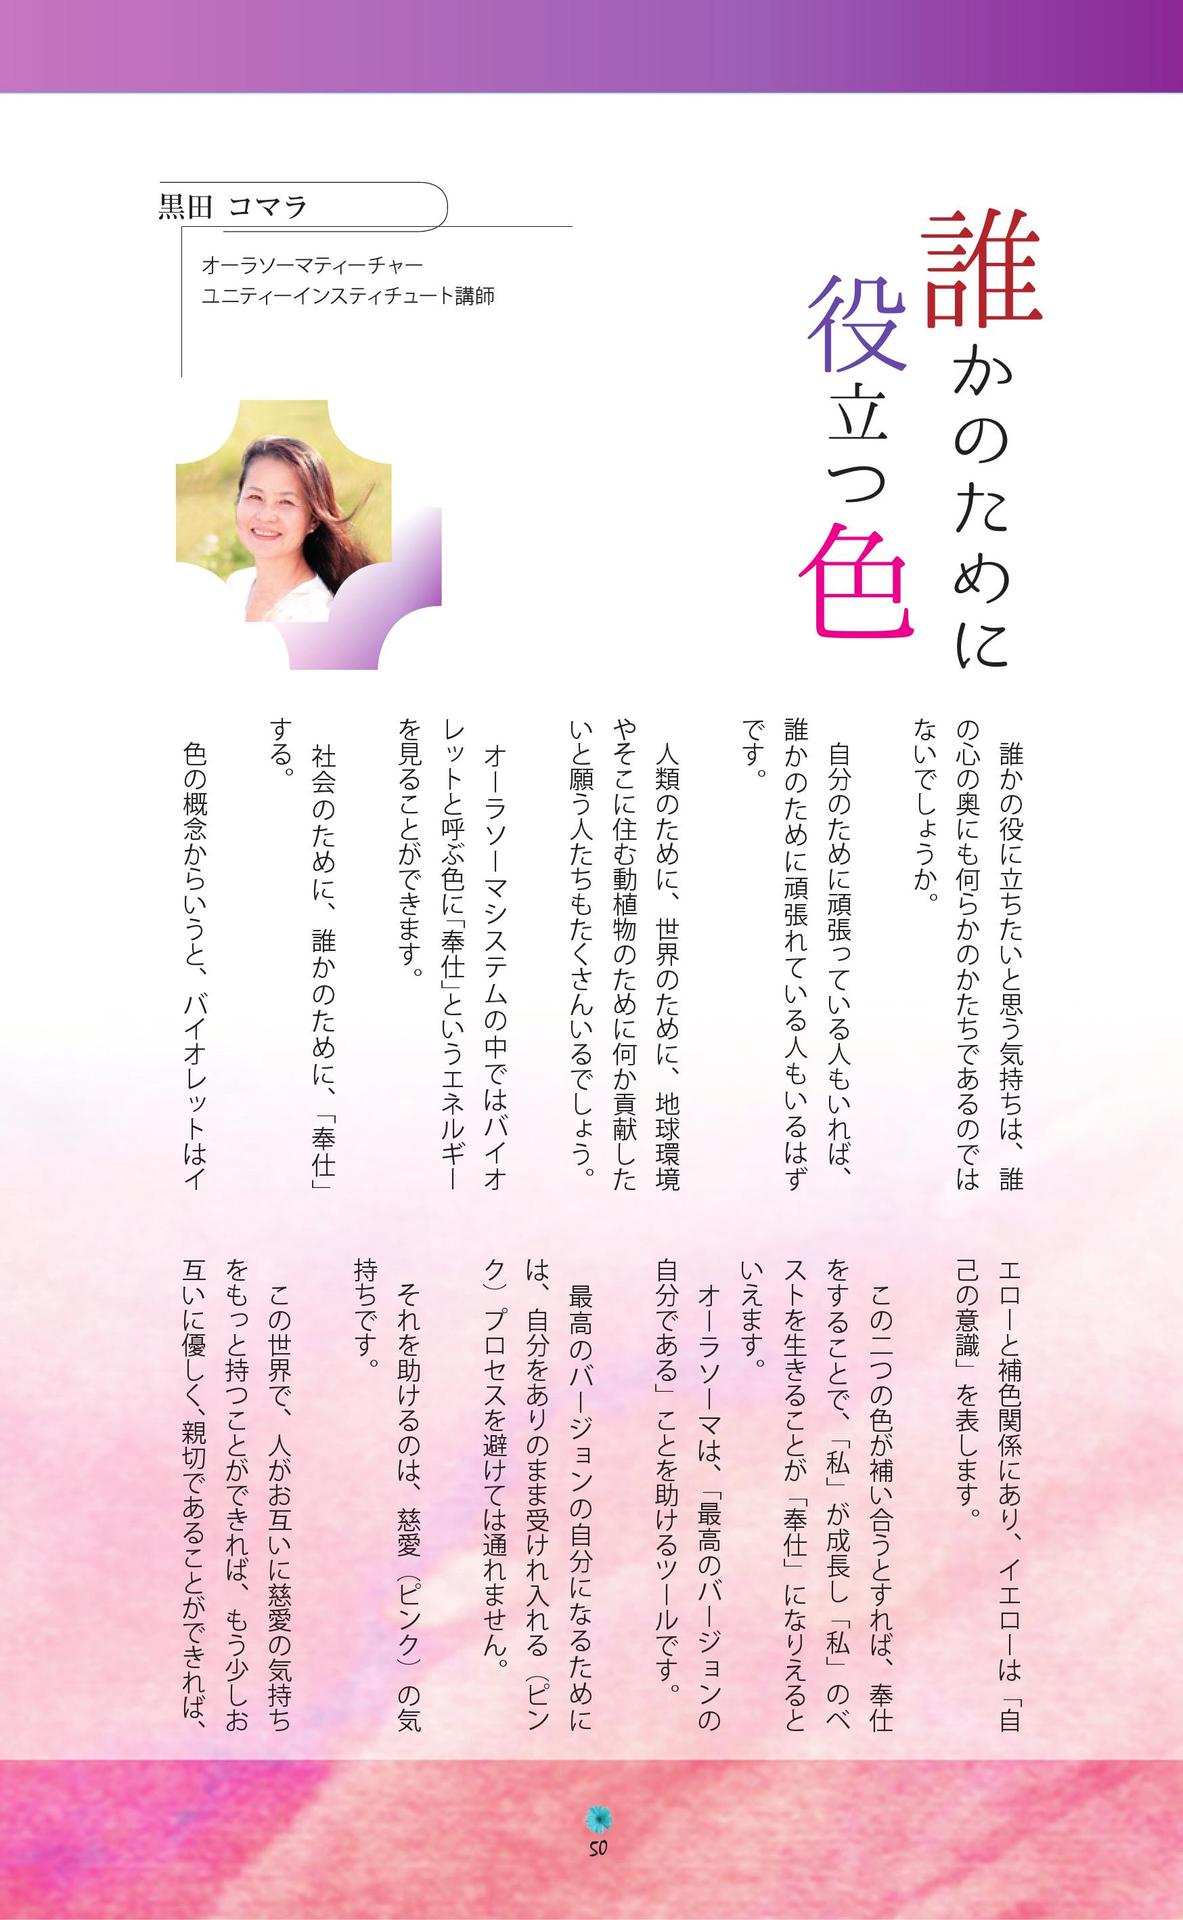 誰かのために
役立つ色
黒田 コマラ
オーラソーマティーチャー
ユニティーインスティチュート講師
誰かの役に立ちたいと思う気持ちは、誰
の心の奥にも何らかのかたちであるのでは
ないでしょうか。
自分のために頑張っている人もいれば、
誰かのために頑張れている人もいるはず
です。
人類のために、世界のために、地球環境
やそこに住む動植物のために何か貢献した
いと願う人たちもたくさんいるでしょう。
オーラソーマシステムの中ではバイオ
レットと呼ぶ色に「奉仕」というエネルギー
を見ることができます。
社会のために、誰かのために、「奉仕」
する。
色の概念からいうと、バイオレットはイ
エローと補色関係にあり、イエローは「自
己の意識」を表します。
この二つの色が補い合うとすれば、奉仕
をすることで、「私」が成長し「私」のベ
ストを生きることが「奉仕」になりえると
いえます。
オーラソーマは、「最高のバージョンの
自分である」ことを助けるツールです。
最高のバージョンの自分になるために
は、自分をありのまま受けれ入れる（ピン
ク）プロセスを避けては通れません。
それを助けるのは、慈愛（ピンク）の気
持ちです。
この世界で、人がお互いに慈愛の気持ち
をもっと持つことができれば、もう少しお
互いに優しく、親切であることができれば、
50